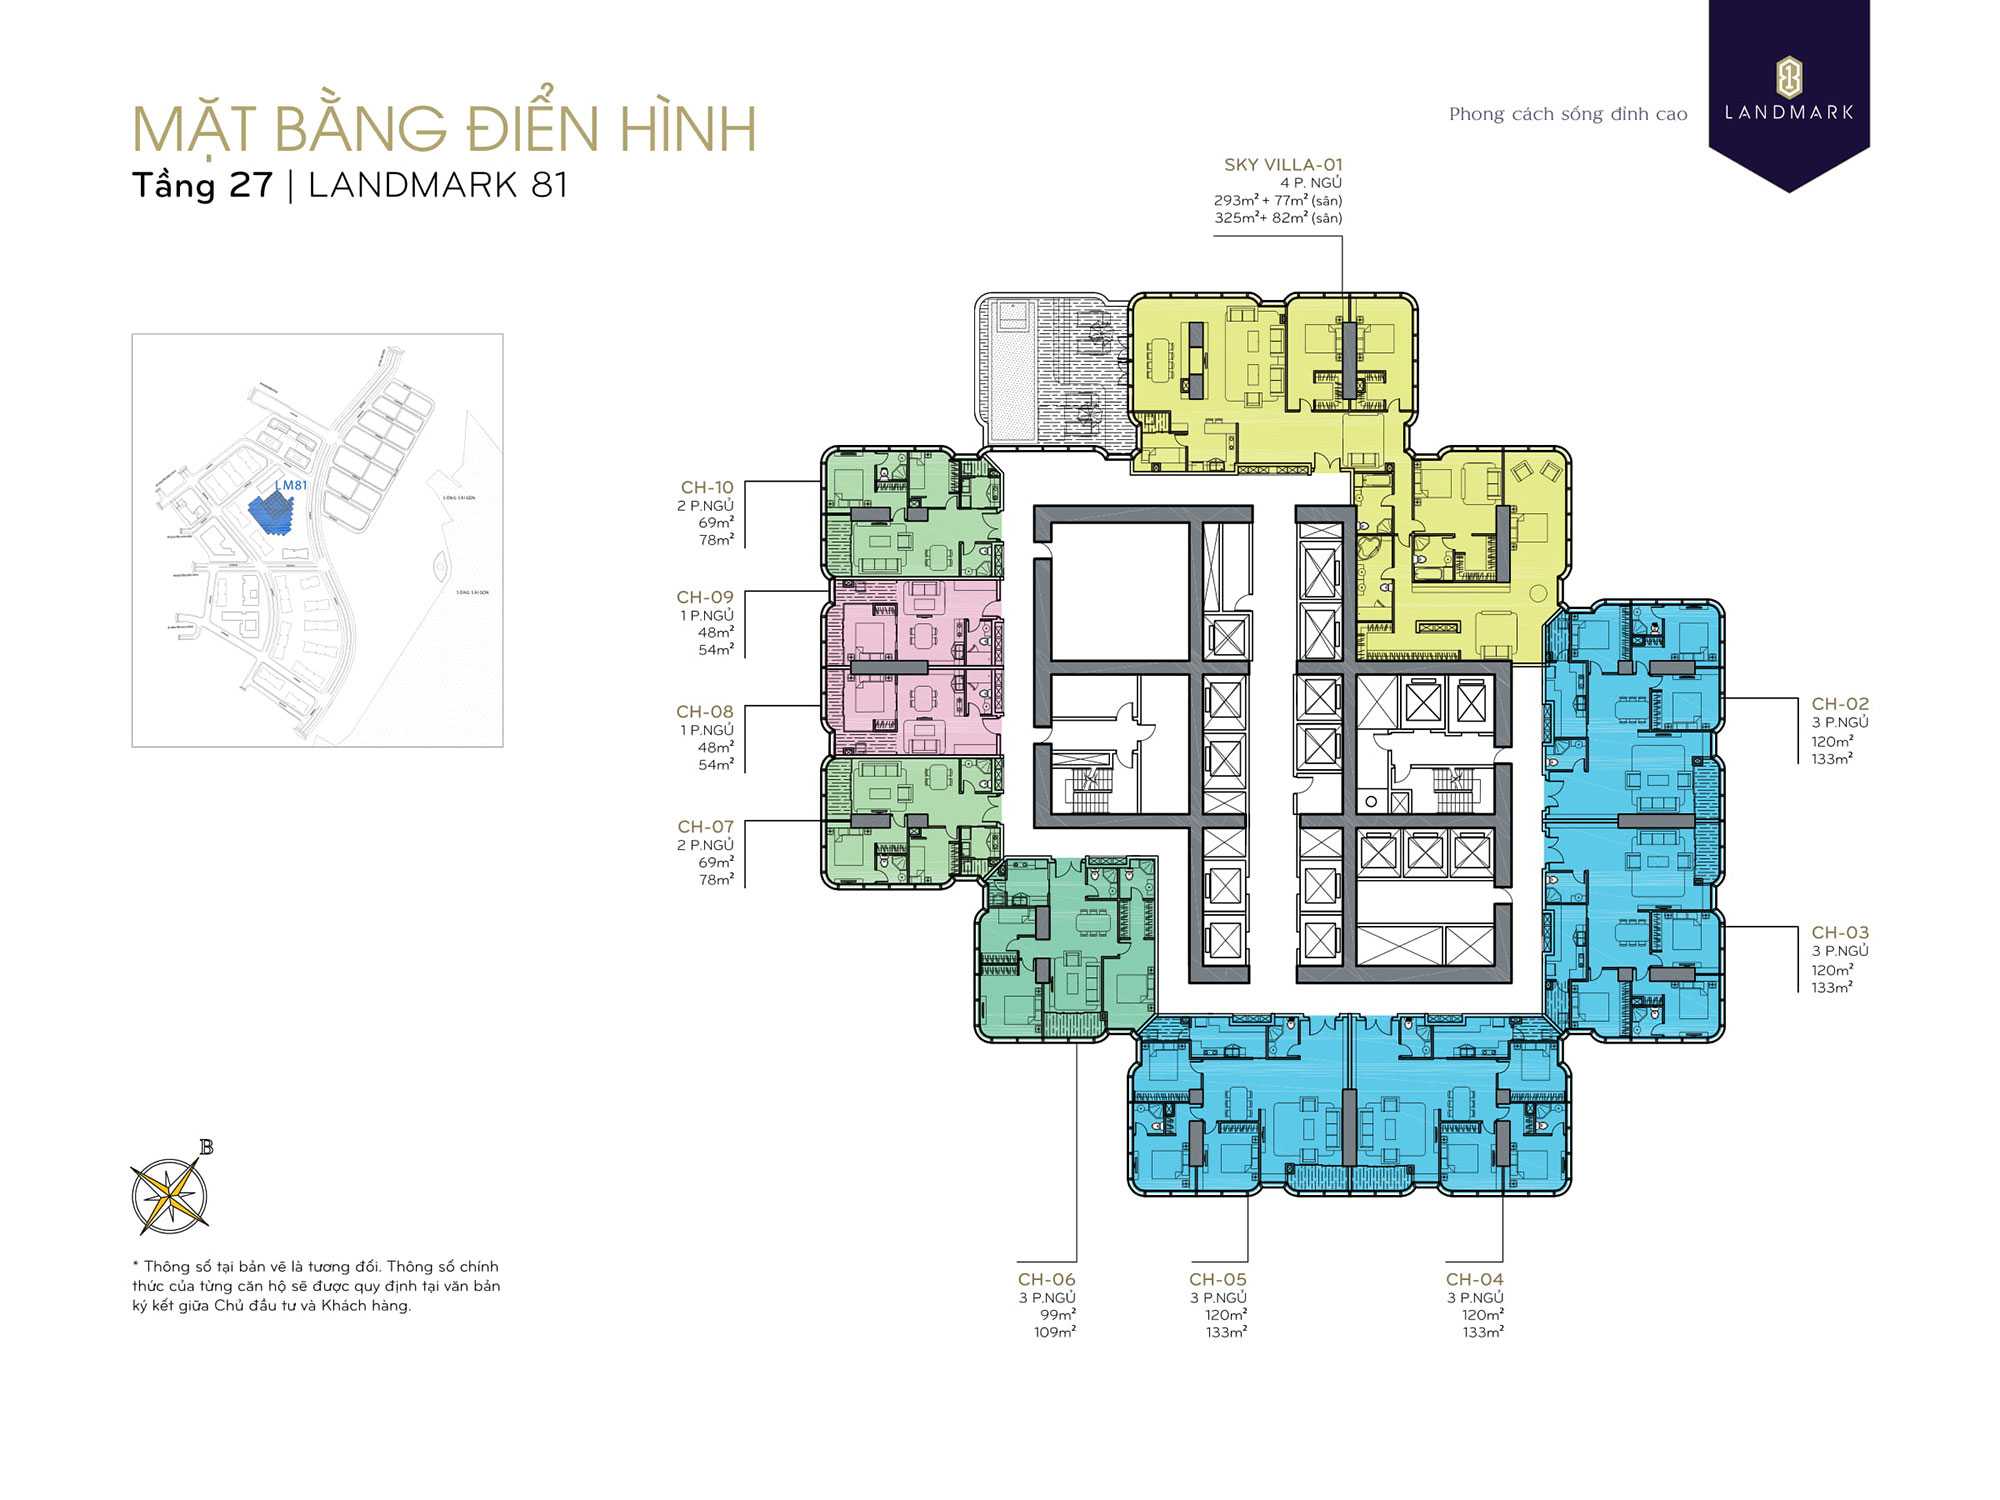 MẶT BẰNG ĐIỂN HÌNH
Tầng 27 | LANDMARK 81
Phong cách sống đỉnh cao
LANDMARK
SKY VILLA-01
4 P. NGỦ
293m² + 77m² (sân)
325m²+ 82m² (sân)
LM81
SÔNG SÀI GÒN
SÔNG SÀI GÒN
CH-10
2 P.NGỦ
69m²
78m²
CH-09
1 P.NGỦ
48m²
54m²
CH-08
1 P.NGỦ
48m²
54m²
CH-07
2 P.NGỦ
69m²
78m²
CH-02
3 P.NGỦ
120m²
133m²
CH-03
3 P.NGỦ
120m²
133m²
CH-06
3 P.NGỦ
99m²
109m²
CH-05
3 P.NGỦ
120m²
133m²
CH-04
3 P.NGỦ
120m²
133m²
B
* Thông số tại bản vẽ là tương đối. Thông số chính
thức của từng căn hộ sẽ được quy định tại văn bản
ký kết giữa Chủ đầu tư và Khách hàng.